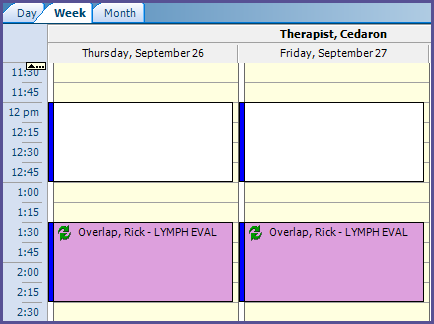 Day Week Month
Therapist, Cedaron
Thursday, September 26 Friday, September 27
11:30
11:45
12 pm
12:15
12:30
12:45
1:00
1:15
1:30 Overlap, Rick - LYMPH EVAL Overlap, Rick - LYMPH EVAL
1:45
2:00
2:15
2:30